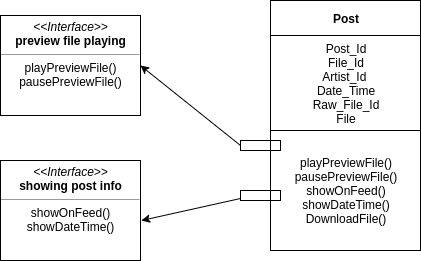 <<Interface>>
preview file playing
playPreviewFile()
pausePreviewFile()
<<Interface>>
showing post info
showOnFeed()
showDateTime()
Post
Post_Id
File_Id
Artist_Id
Date_Time
Raw_File_Id
File
playPreviewFile()
pausePreviewFile()
showOnFeed()
showDateTime()
DownloadFile()